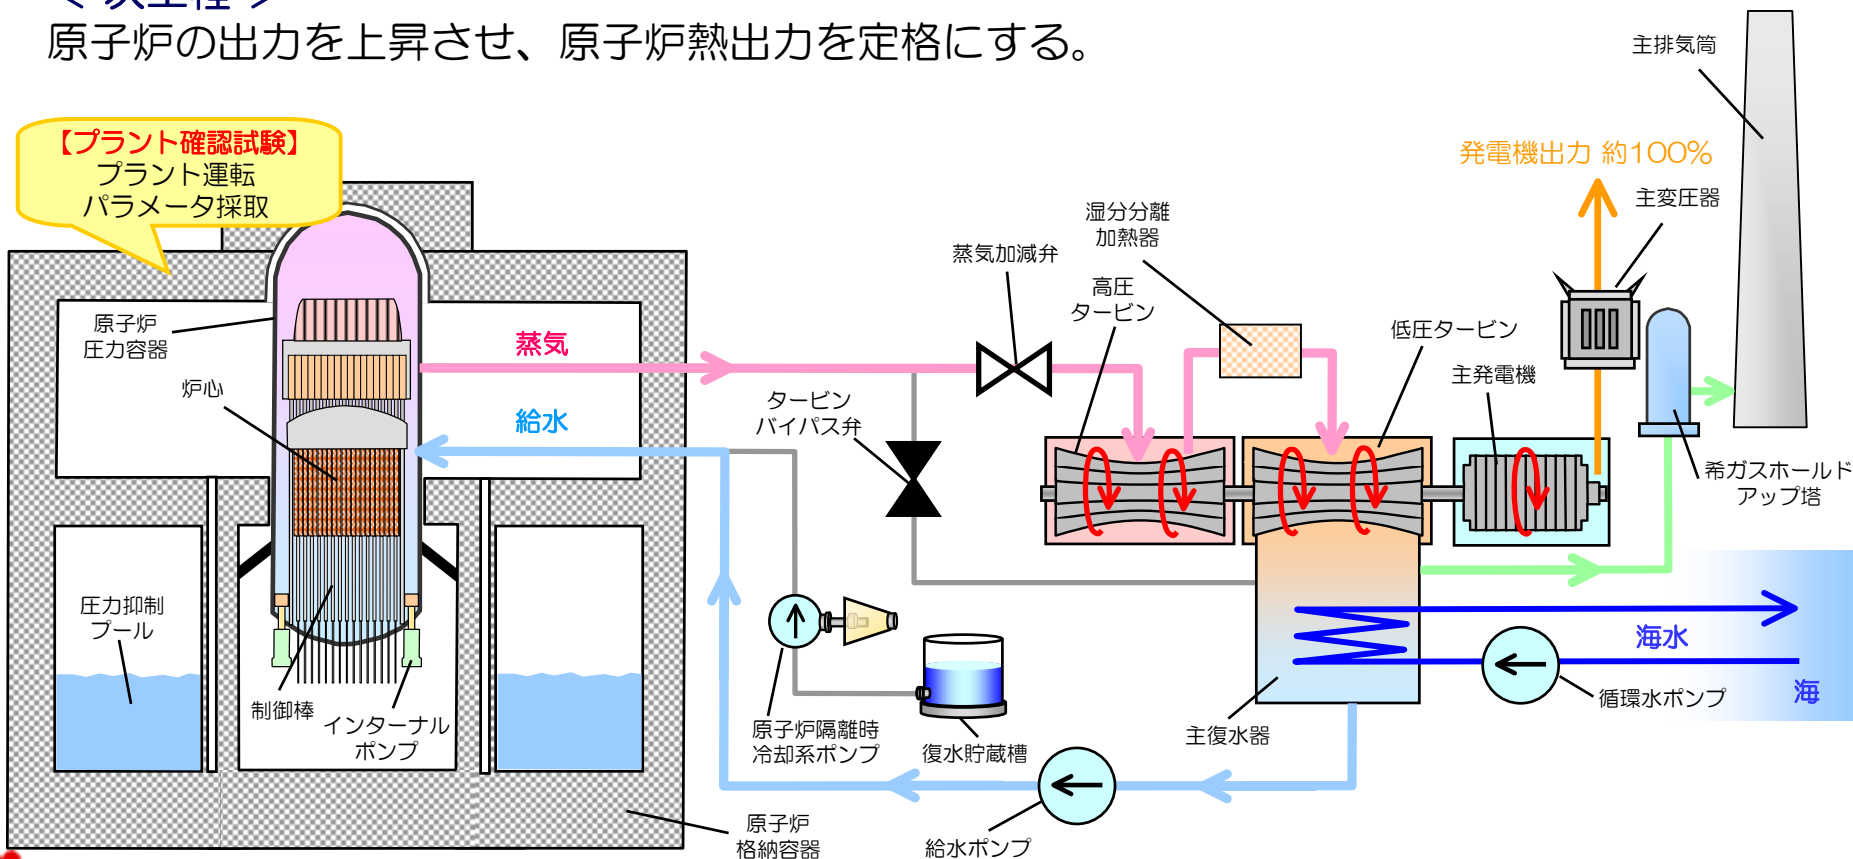 ＜ 次工程 ＞
原子炉の出力を上昇させ、原子炉熱出力を定格にする。
【プラント確認試験】
プラント運転
パラメータ採取
主排気筒
発電機出力 約100%
主変圧器
湿分分離
加熱器
蒸気加減弁
高圧
タービン
低圧タービン
主発電機
原子炉
圧力容器
蒸気
炉心
給水
タービン
バイパス弁
希ガスホールド
アップ塔
圧力抑制
プール
海水
海
制御棒
インターナル
ポンプ
原子炉隔離時
冷却系ポンプ
復水貯蔵槽
主復水器
循環水ポンプ
原子炉
格納容器
給水ポンプ